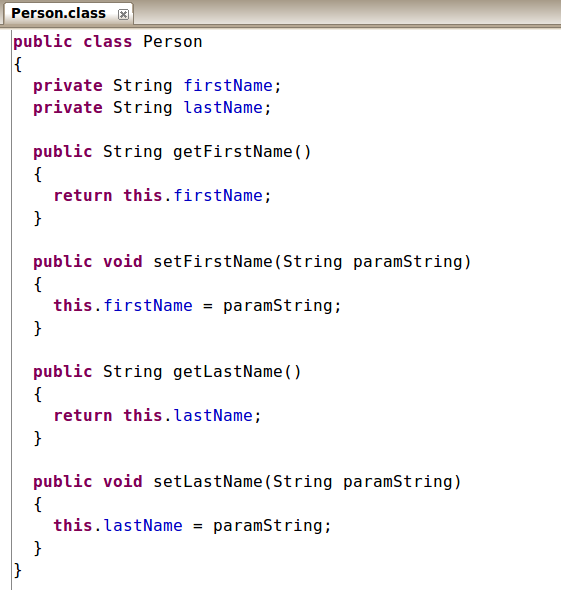 Person.class
public class Person
{
  private String firstName;
  private String lastName;

  public String getFirstName()
  {
    return this.firstName;
  }

  public void setFirstName(String paramString)
  {
    this.firstName = paramString;
  }

  public String getLastName()
  {
    return this.lastName;
  }

  public void setLastName(String paramString)
  {
    this.lastName = paramString;
  }
}